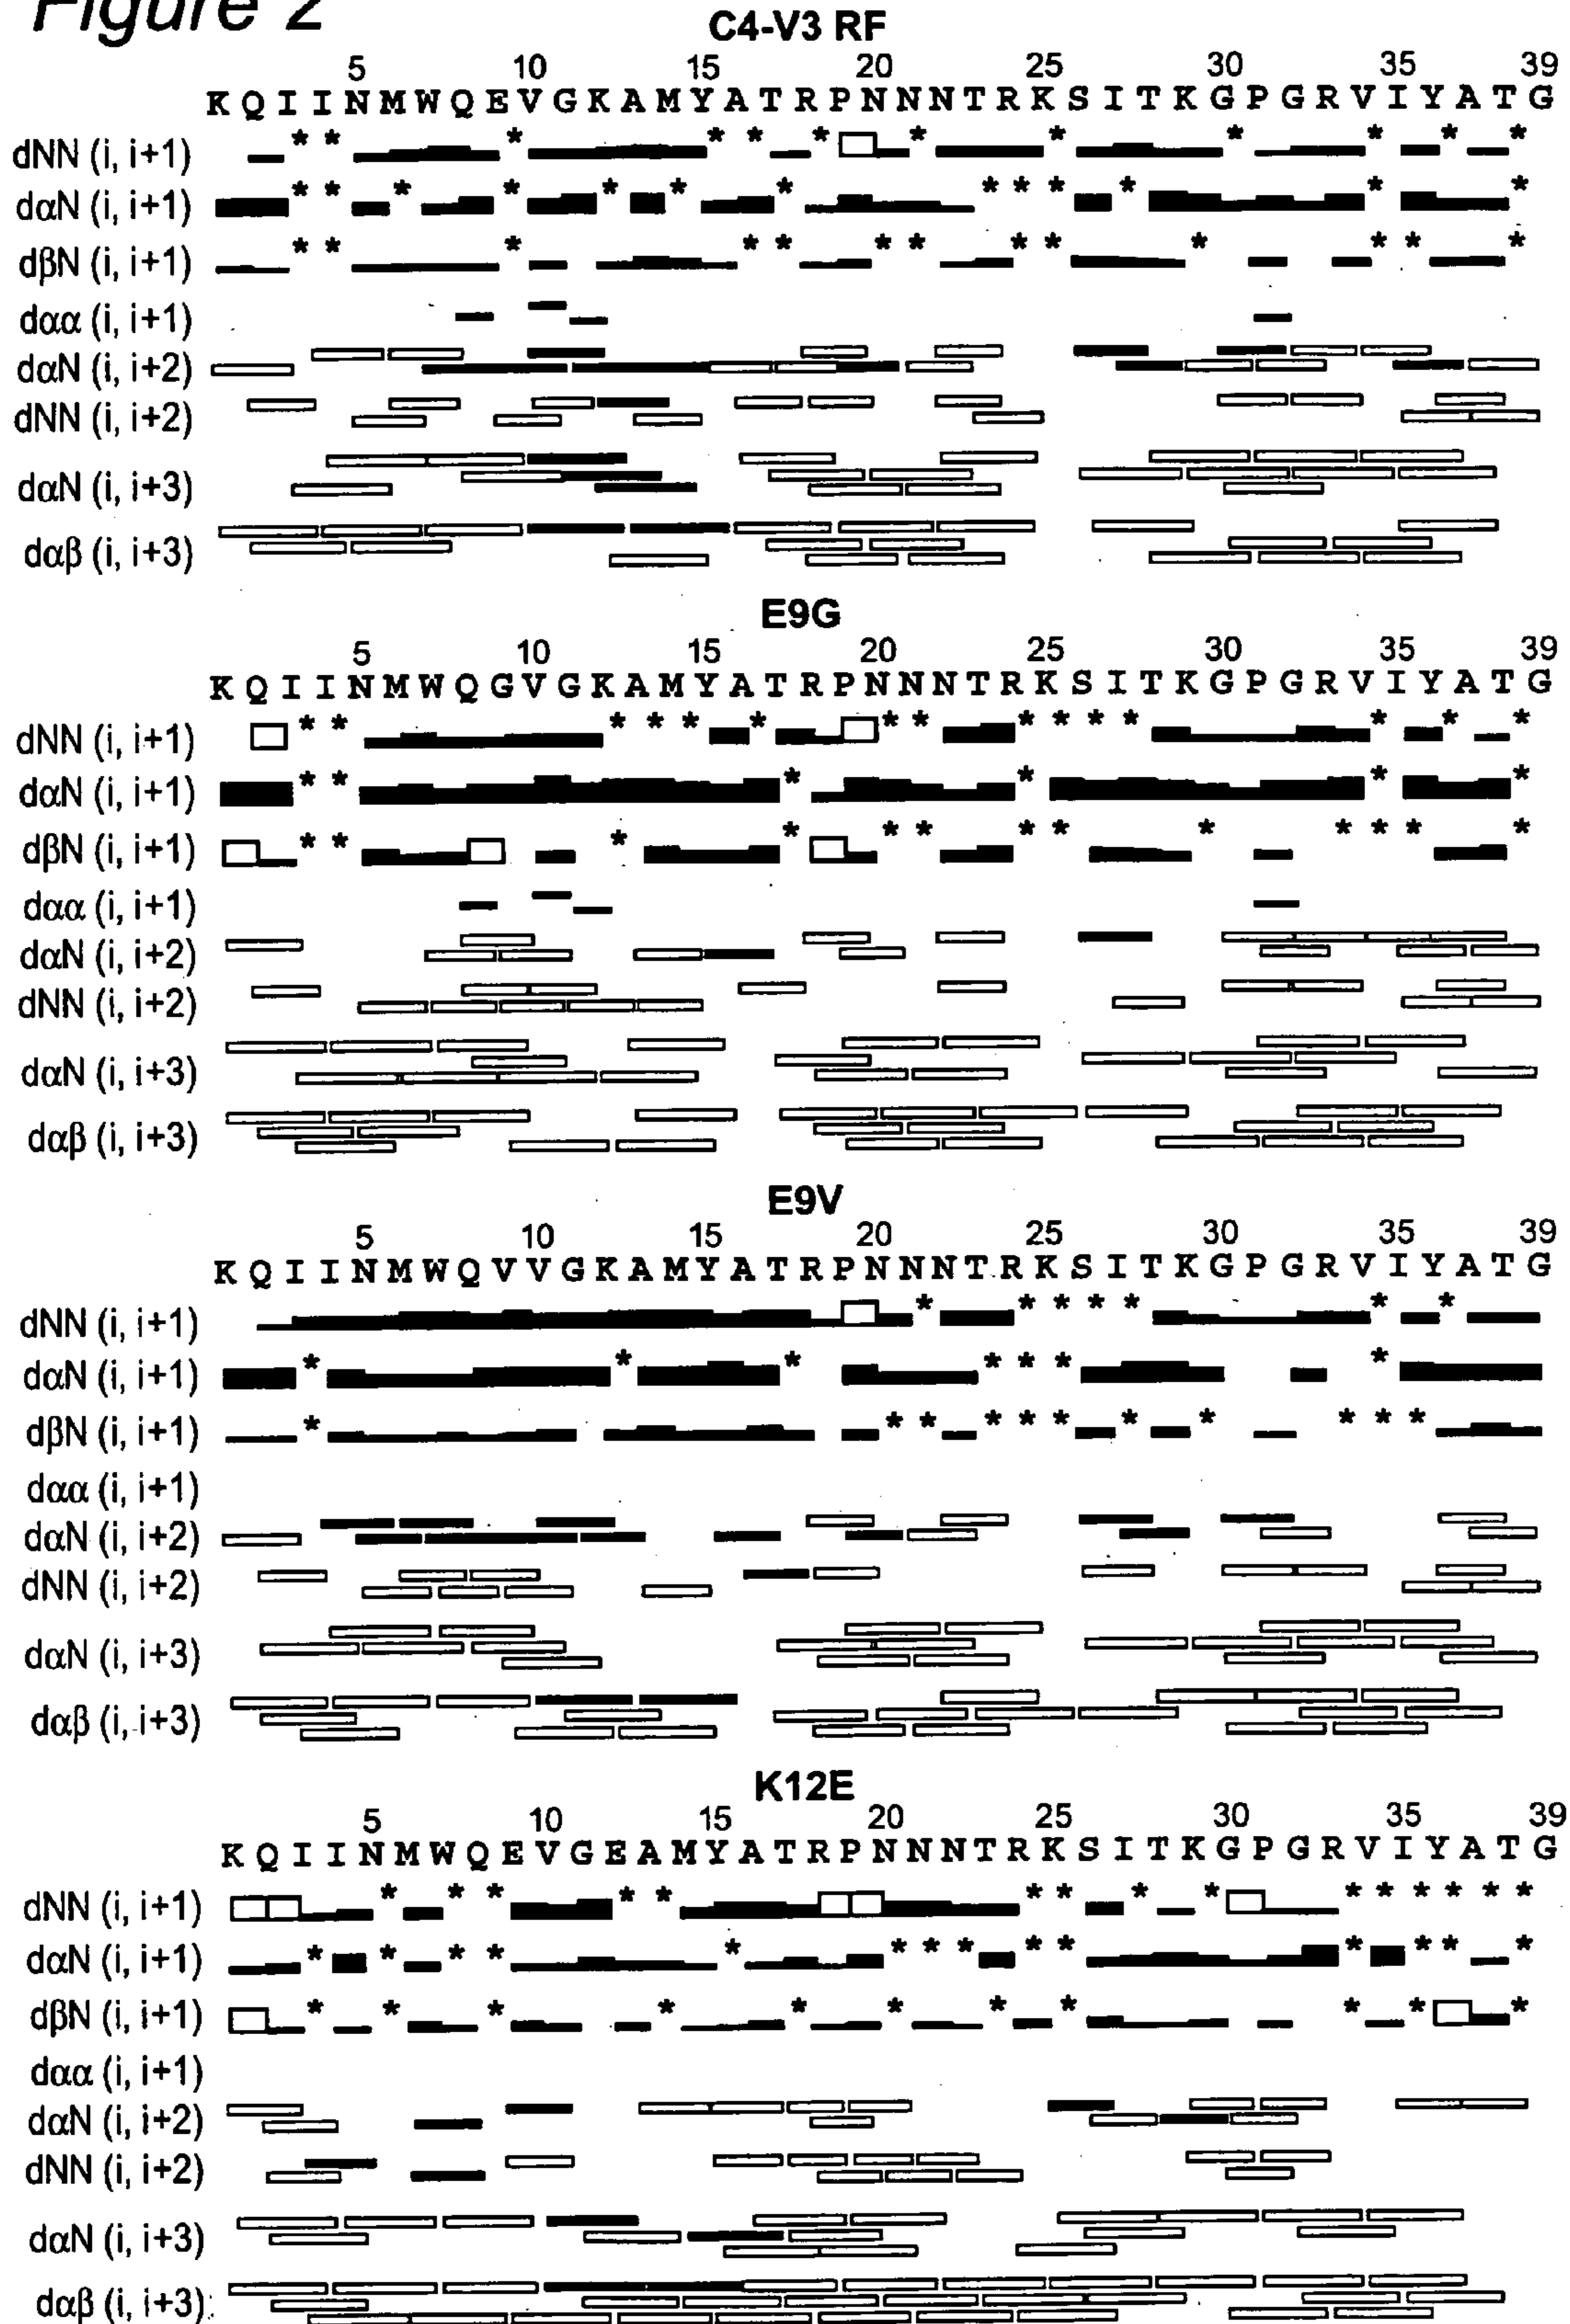 Figure 2
C4-V3 RF
5 10 15 20 25 30 35 39
K Q I I N M W Q E V G K A M Y A T R P N N N T R K S I T K G P G R V I Y A T G
dNN (i, i+1) * * * * * * * * * * * *
dαN (i, i+1) * * * * * * * * * * * * *
dβN (i, i+1) * * * * * * * * * * * * *
dαα (i, i+1)
dαN (i, i+2)
dNN (i, i+2)
dαN (i, i+3)
dαβ (i, i+3)
E9G
5 10 15 20 25 30 35 39
K Q I I N M W Q G V G K A M Y A T R P N N N T R K S I T K G P G R V I Y A T G
dNN (i, i+1) * * * * * * * * * * * * * * *
dαN (i, i+1) * * * * * *
dβN (i, i+1) * * * * * * * * * * * * *
dαα (i, i+1)
dαN (i, i+2)
dNN (i, i+2)
dαN (i, i+3)
dαβ (i, i+3)
E9V
5 10 15 20 25 30 35 39
K Q I I N M W Q V V G K A M Y A T R P N N N T R K S I T K G P G R V I Y A T G
dNN (i, i+1) * * * * * * *
dαN (i, i+1) * * * * * * *
dβN (i, i+1) * * * * * * * * * * *
dαα (i, i+1)
dαN (i, i+2)
dNN (i, i+2)
dαN (i, i+3)
dαβ (i, i+3)
K12E
5 10 15 20 25 30 35 39
K Q I I N M W Q E V G E A M Y A T R P N N N T R K S I T K G P G R V I Y A T G
dNN (i, i+1) * * * * * * * * * * * * * * *
dαN (i, i+1) * * * * * * * * * * * * * *
dβN (i, i+1) * * * * * * * * * * *
dαα (i, i+1)
dαN (i, i+2)
dNN (i, i+2)
dαN (i, i+3)
dαβ (i, i+3)